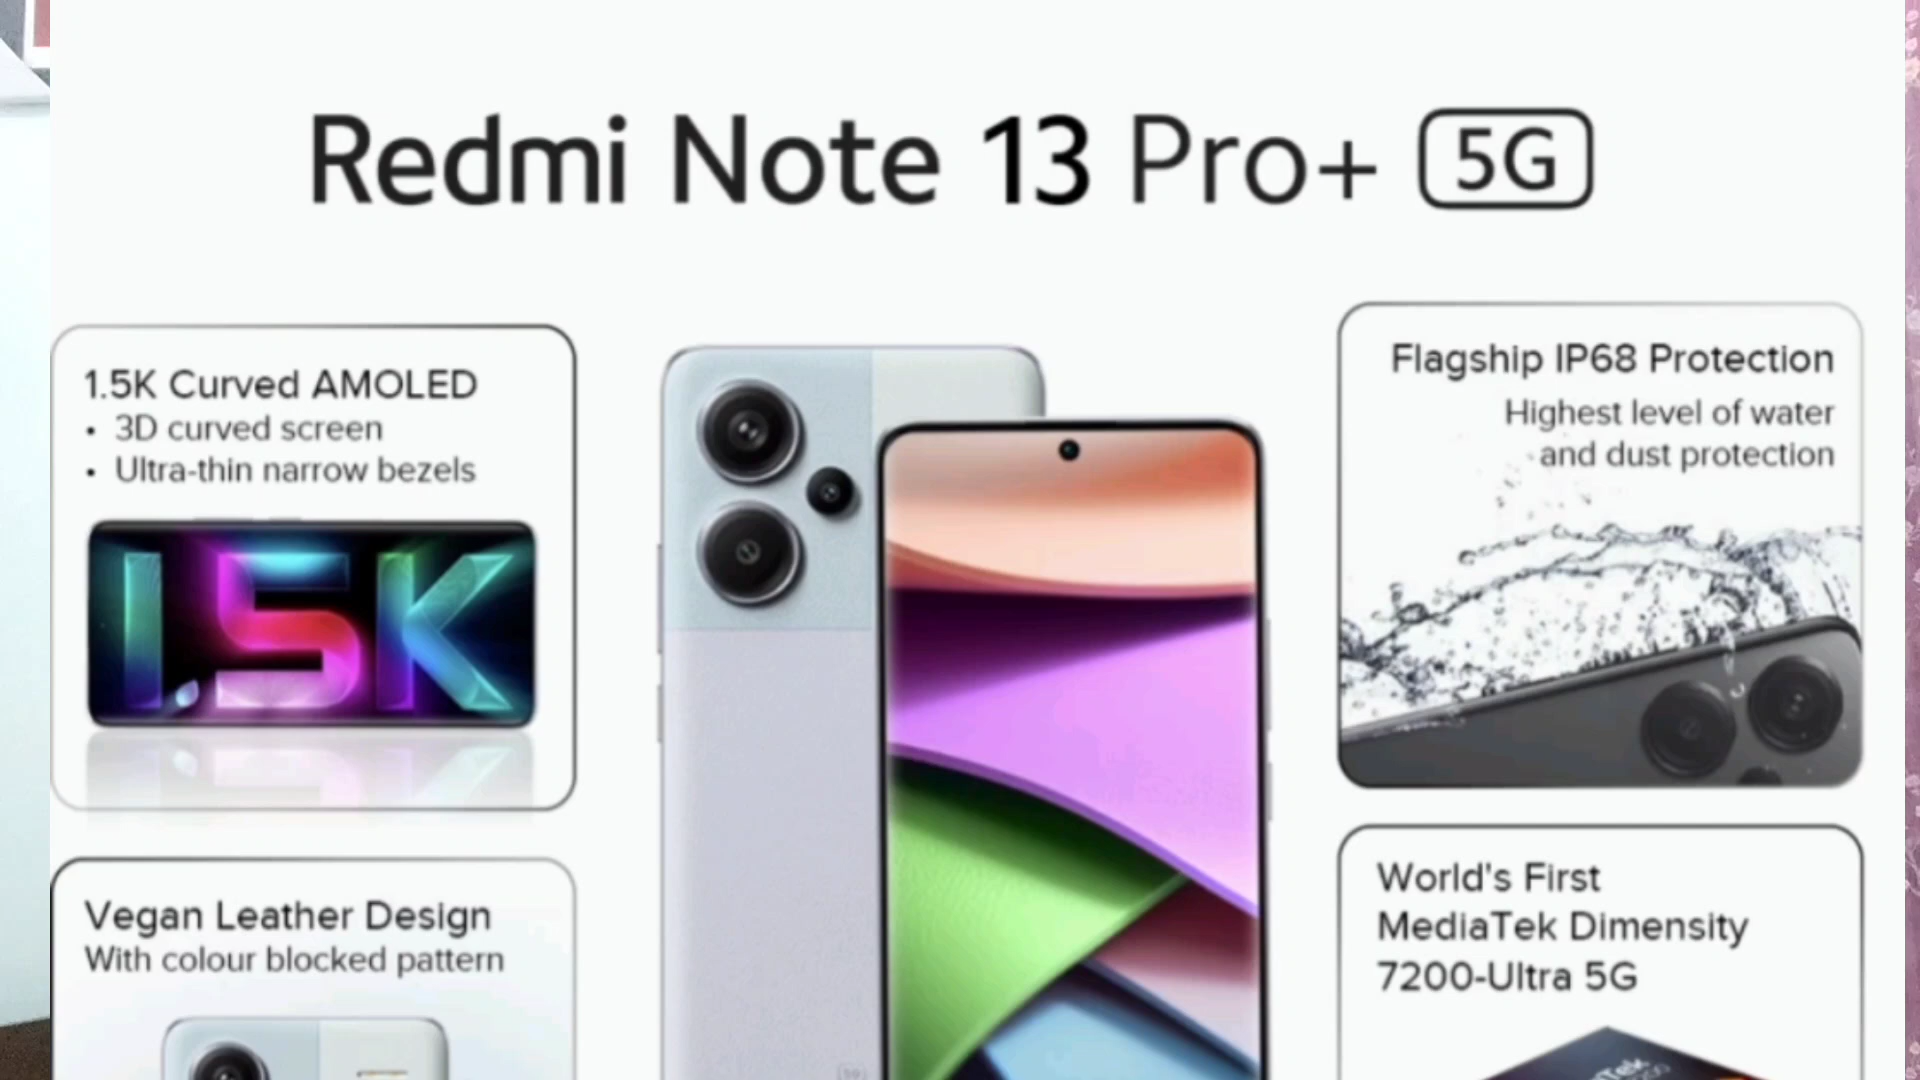 Redmi Note 13 Pro+ 5G
1.5K Curved AMOLED
• 3D curved screen
• Ultra-thin narrow bezels
1.5K
Vegan Leather Design
With colour blocked pattern
Flagship IP68 Protection
Highest level of water
and dust protection
World's First
MediaTek Dimensity
7200-Ultra 5G